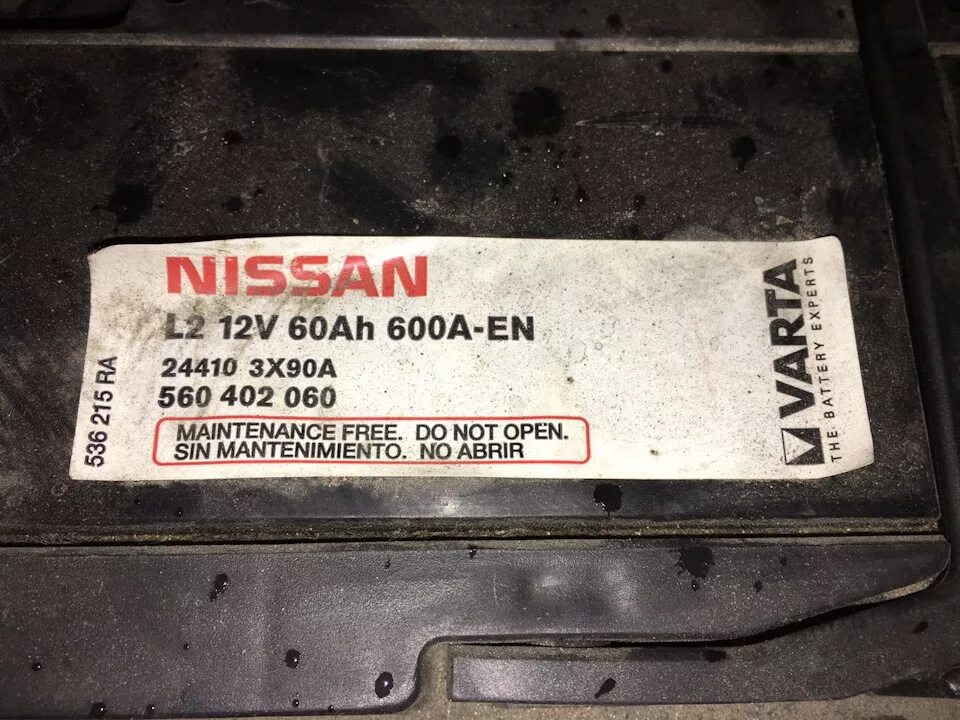 NISSAN
L2 12V 60Ah 600A-EN
24410 3X90A
560 402 060
MAINTENANCE FREE. DO NOT OPEN.
SIN MANTENIMIENTO. NO ABRIR
536 215 RA
VARTA
THE BATTERY EXPERTS